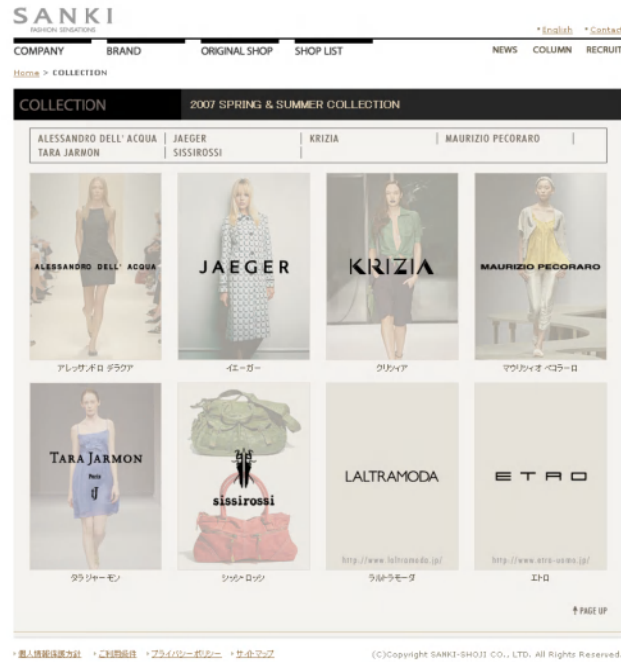 SANKI
FASHION SENSATIONS
English Contact
COMPANY BRAND ORIGINAL SHOP SHOP LIST NEWS COLUMN RECRUIT
Home > COLLECTION
COLLECTION 2007 SPRING & SUMMER COLLECTION
ALESSANDRO DELL' ACQUA | JAEGER | KRIZIA | MAURIZIO PECORARO |
TARA JARMON | SISSIROSSI |
ALESSANDRO DELL' ACQUA JAEGER KRIZIA MAURIZIO PECORARO
アレッサンドロ デラクア イエーガー クリツィア マウリツィオ ペコラーロ
TARA JARMON
Paris
tJ
sissirossi
LALTRAMODA ETRO
http://www.laltramoda.jp/ http://www.etro-uomo.jp/
タラ ジャーモン シッシ ロッシ ラルトラモーダ エトロ
PAGE UP
個人情報保護方針 ご利用条件 プライバシーポリシー サイトマップ (C)Copyright SANKI-SHOJI CO., LTD. All Rights Reserved.